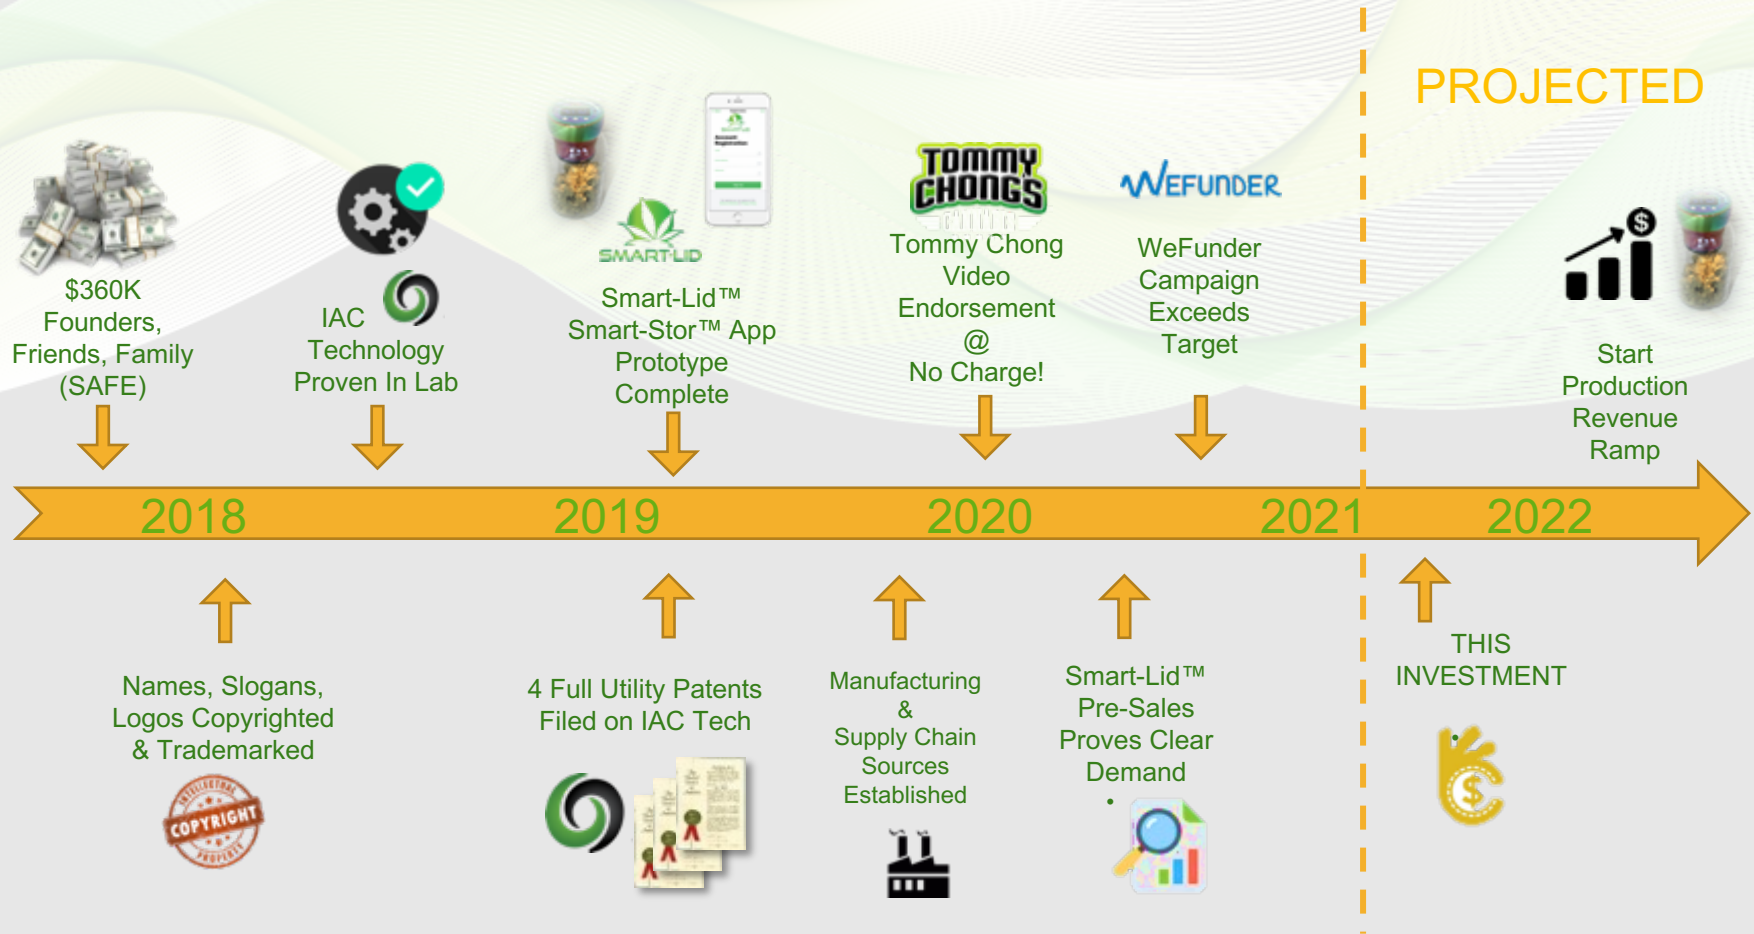 PROJECTED
TOMMY
CHONGS
WEFUNDER
SMART-LID
$360K
Founders,
Friends, Family
(SAFE)
IAC
Technology
Proven In Lab
Smart-Lid™
Smart-Stor™ App
Prototype
Complete
Tommy Chong
Video
Endorsement
@
No Charge!
WeFunder
Campaign
Exceeds
Target
Start
Production
Revenue
Ramp
2018
2019
2020
2021
2022
Names, Slogans,
Logos Copyrighted
& Trademarked
INTELLECTUAL
COPYRIGHT
PROPERTY
4 Full Utility Patents
Filed on IAC Tech
Manufacturing
&
Supply Chain
Sources
Established
Smart-Lid™
Pre-Sales
Proves Clear
Demand
THIS
INVESTMENT